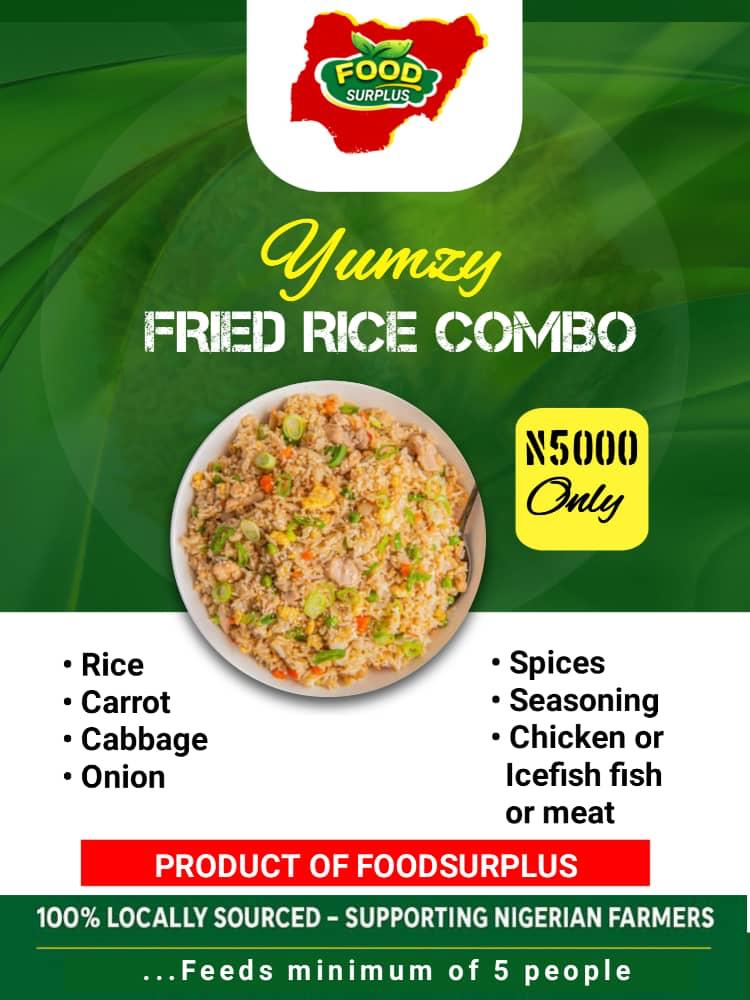 FOOD
SURPLUS
Yumzy
FRIED RICE COMBO
N5000
Only
• Rice
• Carrot
• Cabbage
• Onion
• Spices
• Seasoning
• Chicken or
Icefish fish
or meat
PRODUCT OF FOODSURPLUS
100% LOCALLY SOURCED – SUPPORTING NIGERIAN FARMERS
...Feeds minimum of 5 people